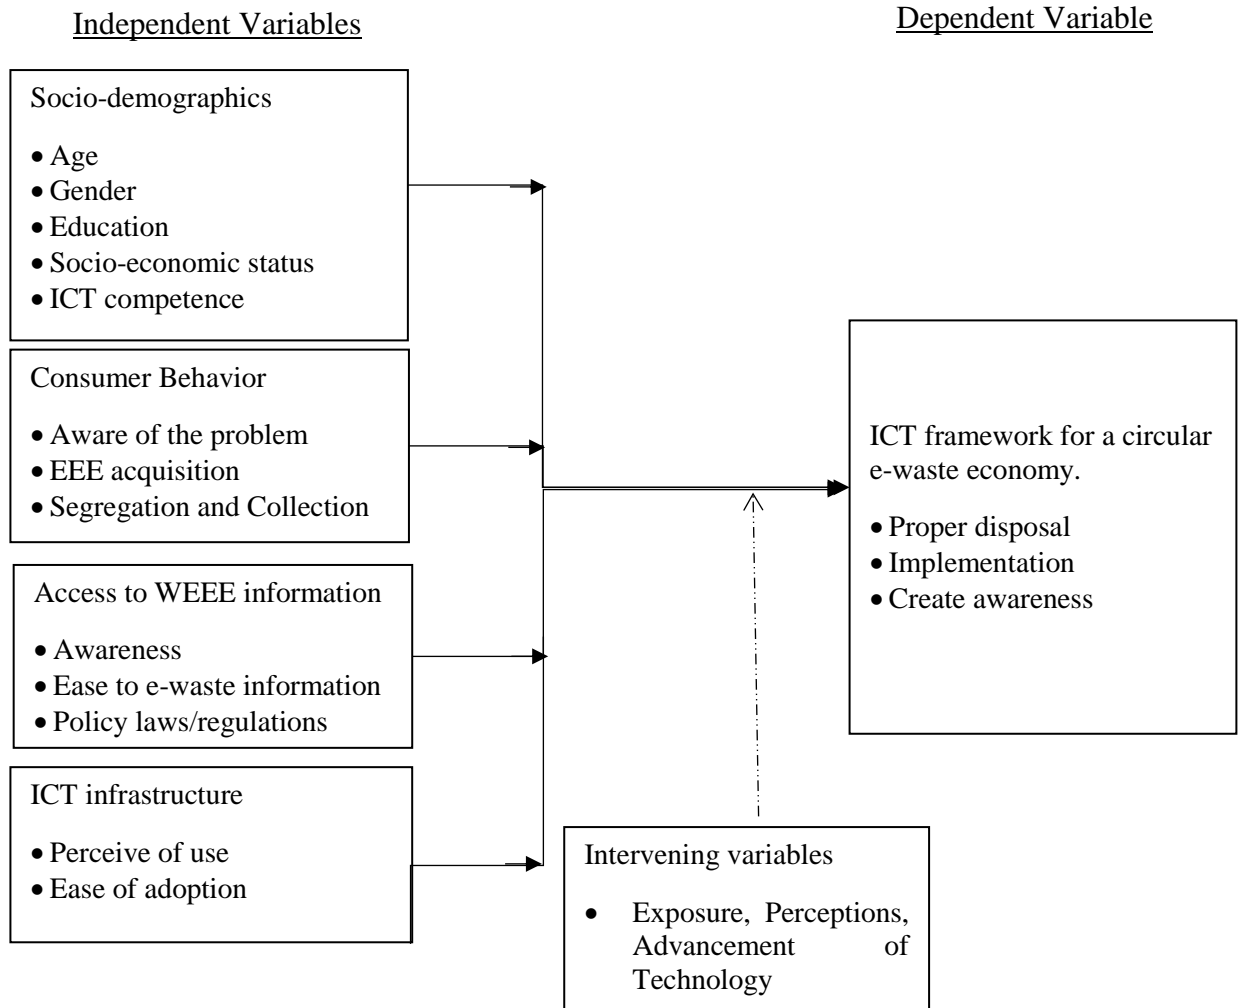 Independent Variables
Dependent Variable
Socio-demographics
• Age
• Gender
• Education
• Socio-economic status
• ICT competence
Consumer Behavior
• Aware of the problem
• EEE acquisition
• Segregation and Collection
Access to WEEE information
• Awareness
• Ease to e-waste information
• Policy laws/regulations
ICT infrastructure
• Perceive of use
• Ease of adoption
Intervening variables
• Exposure, Perceptions,
Advancement of
Technology
ICT framework for a circular
e-waste economy.
• Proper disposal
• Implementation
• Create awareness